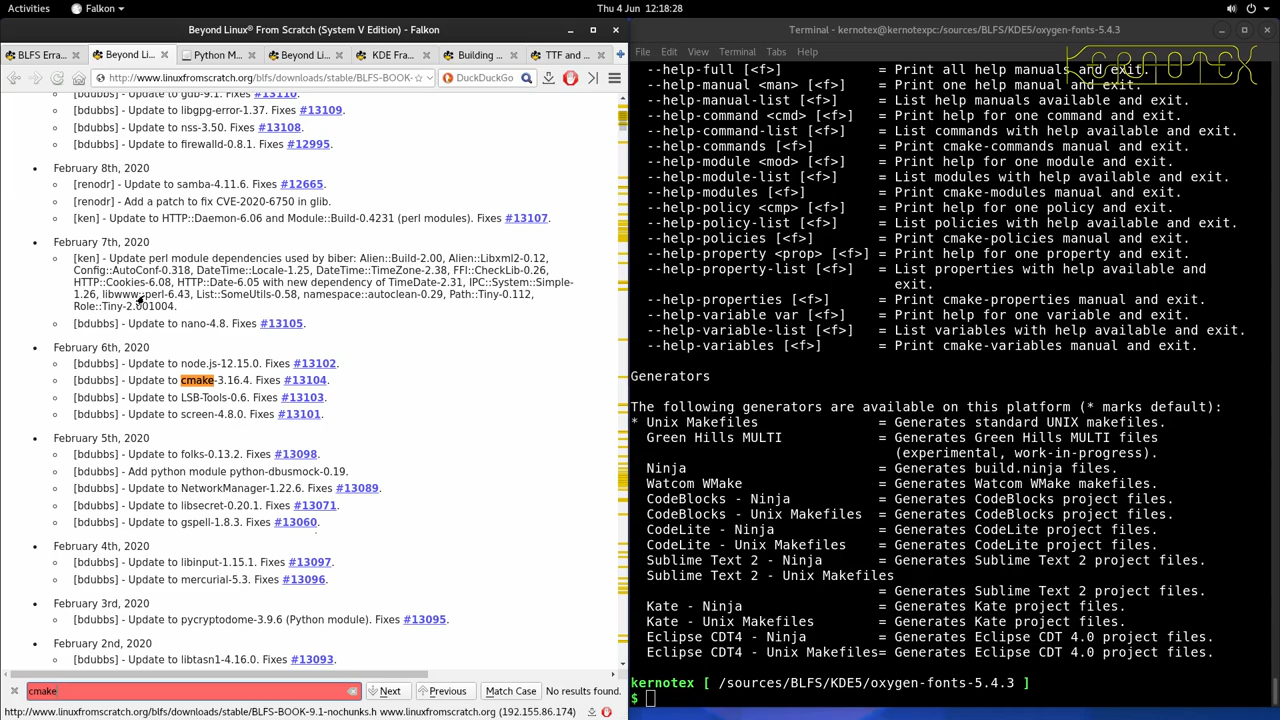 Activities
Falkon
Thu 4 Jun 12:18:28
Beyond Linux® From Scratch (System V Edition) - Falkon
BLFS Erra...
Beyond Li...
Python M...
Beyond Li...
KDE Fra...
Building ...
TTF and ...
http://www.linuxfromscratch.org/blfs/downloads/stable/BLFS-BOOK-
DuckDuckGo
[bdubbs] - Update to gdb-9.1. Fixes #13110.
[bdubbs] - Update to libgpg-error-1.37. Fixes #13109.
[bdubbs] - Update to nss-3.50. Fixes #13108.
[bdubbs] - Update to firewalld-0.8.1. Fixes #12995.
February 8th, 2020
[renodr] - Update to samba-4.11.6. Fixes #12665.
[renodr] - Add a patch to fix CVE-2020-6750 in glib.
[ken] - Update to HTTP::Daemon-6.06 and Module::Build-0.4231 (perl modules). Fixes #13107.
February 7th, 2020
[ken] - Update perl module dependencies used by biber: Alien::Build-2.00, Alien::Libxml2-0.12,
Config::AutoConf-0.318, DateTime::Locale-1.25, DateTime::TimeZone-2.38, FFI::CheckLib-0.26,
HTTP::Cookies-6.08, HTTP::Date-6.05 with new dependency of TimeDate-2.31, IPC::System::Simple-
1.26, libwww-perl-6.43, List::SomeUtils-0.58, namespace::autoclean-0.29, Path::Tiny-0.112,
Role::Tiny-2.001004.
[bdubbs] - Update to nano-4.8. Fixes #13105.
February 6th, 2020
[bdubbs] - Update to node.js-12.15.0. Fixes #13102.
[bdubbs] - Update to cmake-3.16.4. Fixes #13104.
[bdubbs] - Update to LSB-Tools-0.6. Fixes #13103.
[bdubbs] - Update to screen-4.8.0. Fixes #13101.
February 5th, 2020
[bdubbs] - Update to folks-0.13.2. Fixes #13098.
[bdubbs] - Add python module python-dbusmock-0.19.
[bdubbs] - Update to NetworkManager-1.22.6. Fixes #13089.
[bdubbs] - Update to libsecret-0.20.1. Fixes #13071.
[bdubbs] - Update to gspell-1.8.3. Fixes #13060.
February 4th, 2020
[bdubbs] - Update to libinput-1.15.1. Fixes #13097.
[bdubbs] - Update to mercurial-5.3. Fixes #13096.
February 3rd, 2020
[bdubbs] - Update to pycryptodome-3.9.6 (Python module). Fixes #13095.
February 2nd, 2020
[bdubbs] - Update to libtasn1-4.16.0. Fixes #13093.
cmake
Next
Previous
Match Case
No results found.
http://www.linuxfromscratch.org/blfs/downloads/stable/BLFS-BOOK-9.1-nochunks.h www.linuxfromscratch.org (192.155.86.174)
Terminal - kernotex@kernotexpc:/sources/BLFS/KDE5/oxygen-fonts-5.4.3
File Edit View Terminal Tabs Help
KERNOTEX
--help-full [<f>] = Print all help manuals and exit.
--help-manual <man> [<f>] = Print one help manual and exit.
--help-manual-list [<f>] = List help manuals available and exit.
--help-command <cmd> [<f>] = Print help for one command and exit.
--help-command-list [<f>] = List commands with help available and exit.
--help-commands [<f>] = Print cmake-commands manual and exit.
--help-module <mod> [<f>] = Print help for one module and exit.
--help-module-list [<f>] = List modules with help available and exit.
--help-modules [<f>] = Print cmake-modules manual and exit.
--help-policy <cmp> [<f>] = Print help for one policy and exit.
--help-policy-list [<f>] = List policies with help available and exit.
--help-policies [<f>] = Print cmake-policies manual and exit.
--help-property <prop> [<f>] = Print help for one property and exit.
--help-property-list [<f>] = List properties with help available and
exit.
--help-properties [<f>] = Print cmake-properties manual and exit.
--help-variable var [<f>] = Print help for one variable and exit.
--help-variable-list [<f>] = List variables with help available and exit.
--help-variables [<f>] = Print cmake-variables manual and exit.
Generators
The following generators are available on this platform (* marks default):
* Unix Makefiles = Generates standard UNIX makefiles.
Green Hills MULTI = Generates Green Hills MULTI files
(experimental, work-in-progress).
Ninja = Generates build.ninja files.
Watcom WMake = Generates Watcom WMake makefiles.
CodeBlocks - Ninja = Generates CodeBlocks project files.
CodeBlocks - Unix Makefiles = Generates CodeBlocks project files.
CodeLite - Ninja = Generates CodeLite project files.
CodeLite - Unix Makefiles = Generates CodeLite project files.
Sublime Text 2 - Ninja = Generates Sublime Text 2 project files.
Sublime Text 2 - Unix Makefiles
= Generates Sublime Text 2 project files.
Kate - Ninja = Generates Kate project files.
Kate - Unix Makefiles = Generates Kate project files.
Eclipse CDT4 - Ninja = Generates Eclipse CDT 4.0 project files.
Eclipse CDT4 - Unix Makefiles= Generates Eclipse CDT 4.0 project files.
kernotex [ /sources/BLFS/KDE5/oxygen-fonts-5.4.3 ]
$